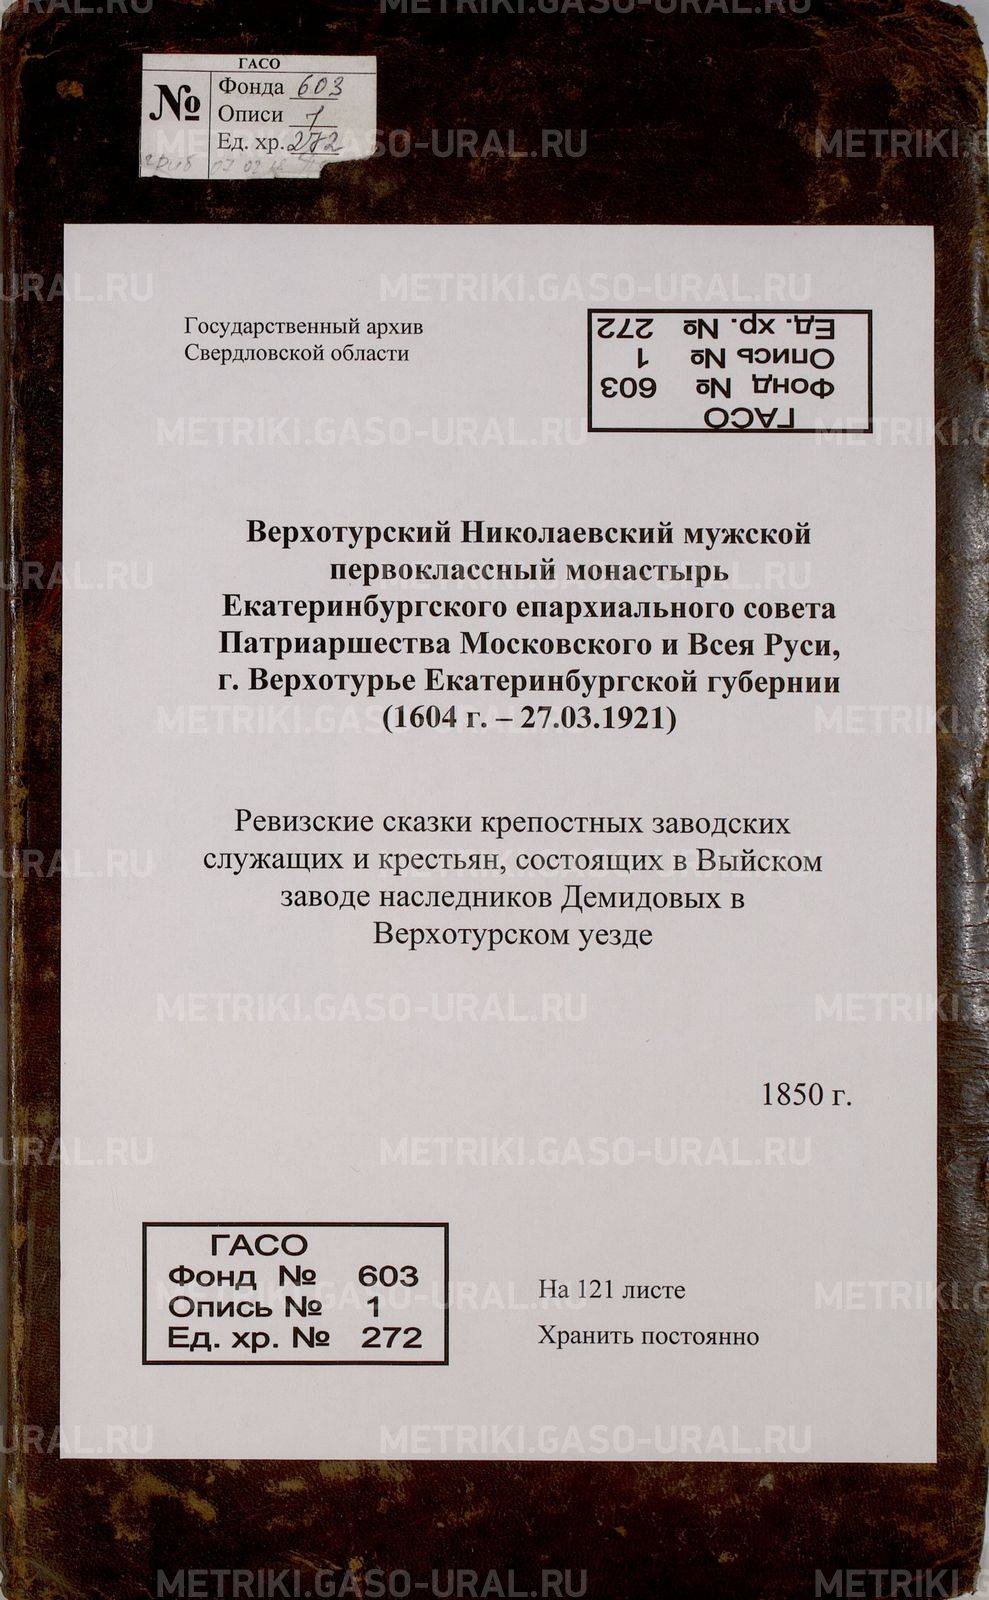 ГАСО
№
Фонда 603
Описи 1
Ед. хр. 272
Государственный архив
Свердловской области
ГАСО
Фонд № 603
Опись № 1
Ед. хр. № 272
Верхотурский Николаевский мужской
первоклассный монастырь
Екатеринбургского епархиального совета
Патриаршества Московского и Всея Руси,
г. Верхотурье Екатеринбургской губернии
(1604 г. – 27.03.1921)
Ревизские сказки крепостных заводских
служащих и крестьян, состоящих в Выйском
заводе наследников Демидовых в
Верхотурском уезде
1850 г.
ГАСО
Фонд № 603
Опись № 1
Ед. хр. № 272
На 121 листе
Хранить постоянно
METRIKI.GASO-URAL.RU